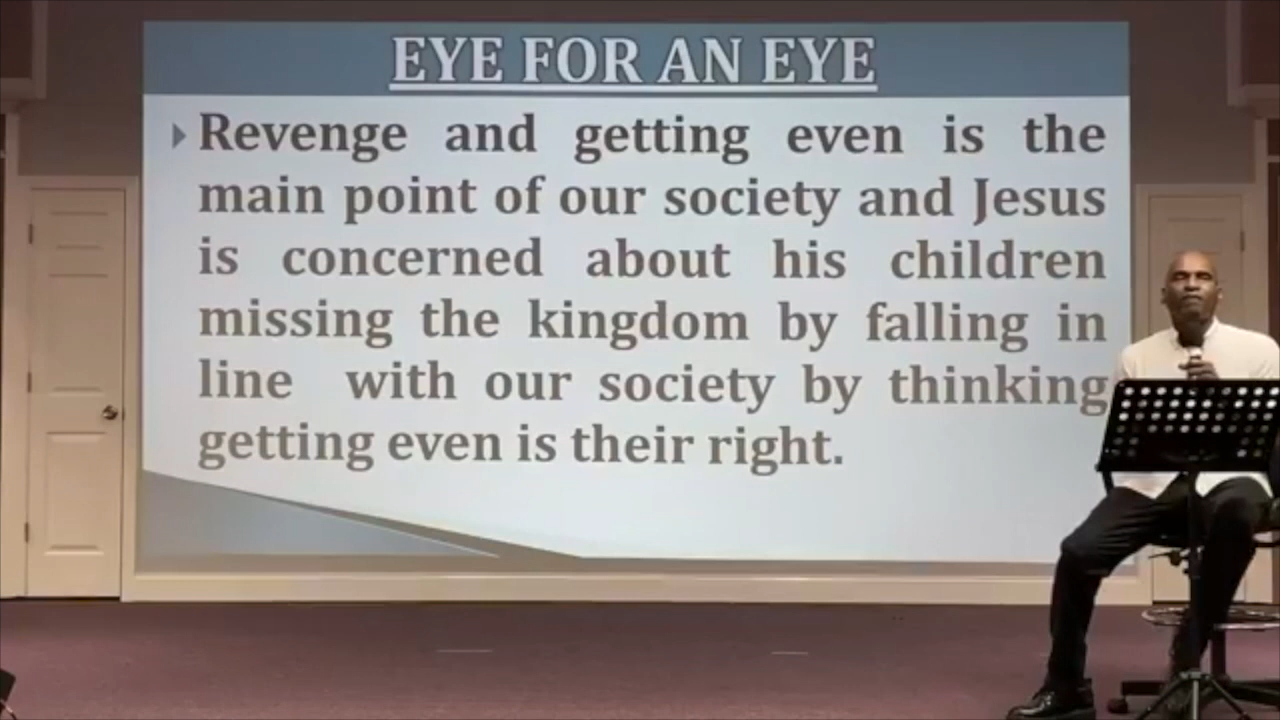 EYE FOR AN EYE
Revenge and getting even is the
main point of our society and Jesus
is concerned about his children
missing the kingdom by falling in
line with our society by thinking
getting even is their right.